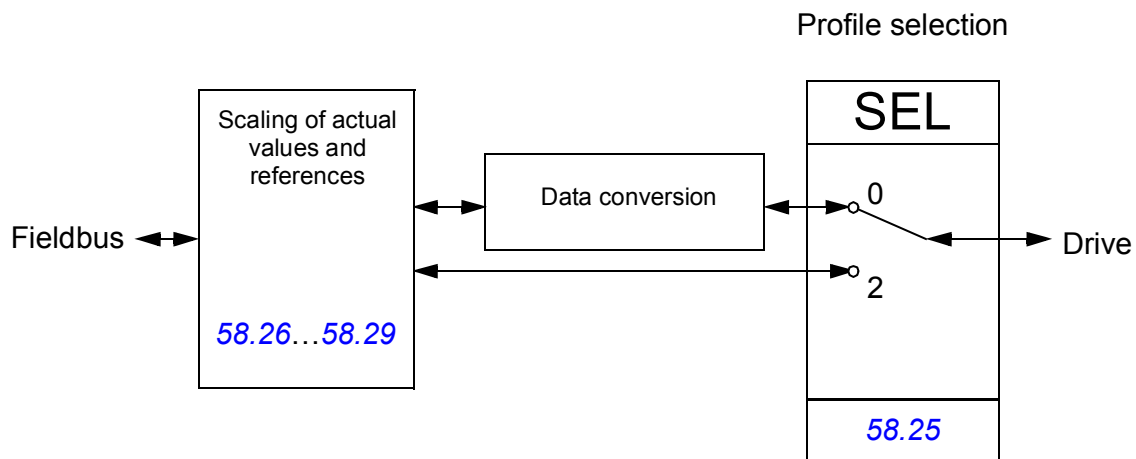 Profile selection
SEL
Scaling of actual
values and
references
Data conversion
0
Fieldbus
Drive
2
58.26...58.29
58.25